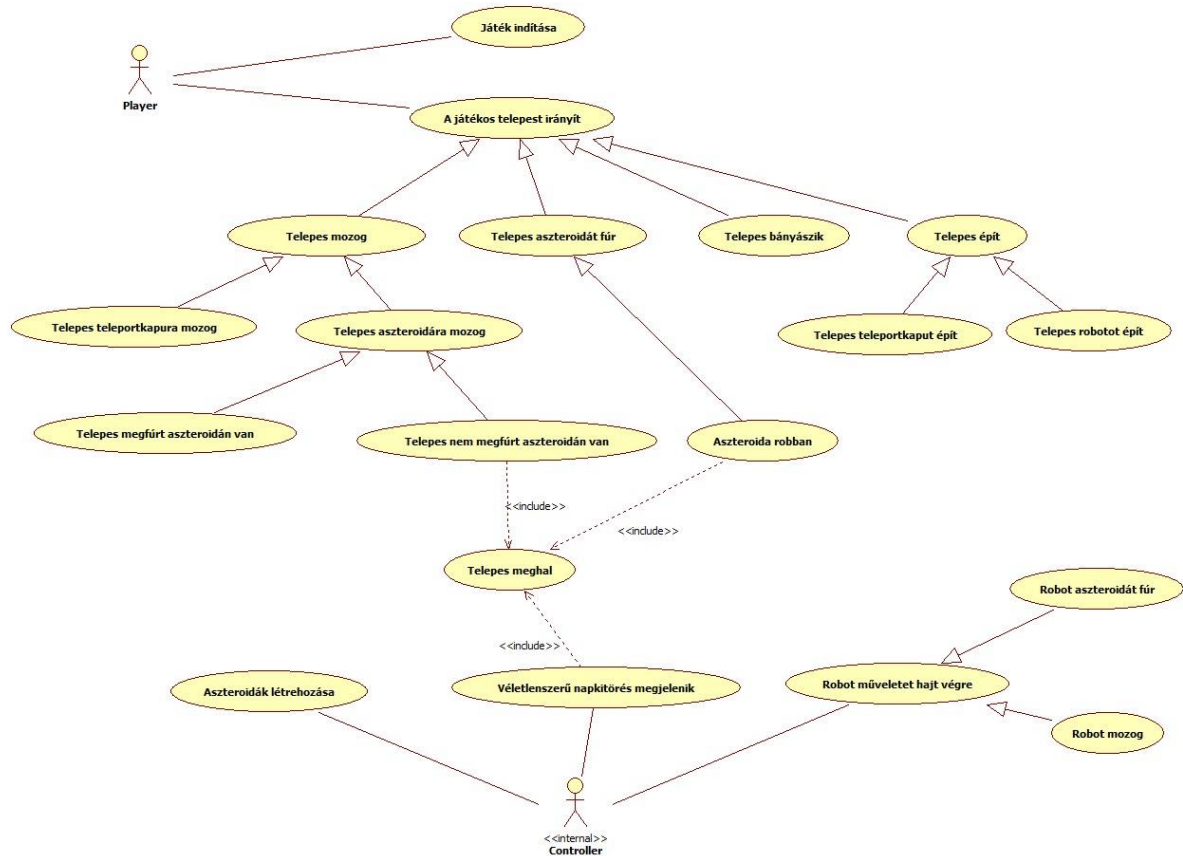 Játék indítása
Player
A játékos telepest irányít
Telepes mozog
Telepes aszteroidát fúr
Telepes bányászik
Telepes épít
Telepes teleportkapura mozog
Telepes aszteroidára mozog
Telepes teleportkaput épít
Telepes robotot épít
Telepes megfúrt aszteroidán van
Telepes nem megfúrt aszteroidán van
Aszteroida robban
<<include>>
<<include>>
Telepes meghal
Robot aszteroidát fúr
<<include>>
Aszteroidák létrehozása
Véletlenszerű napkitörés megjelenik
Robot műveletet hajt végre
Robot mozog
<<internal>>
Controller